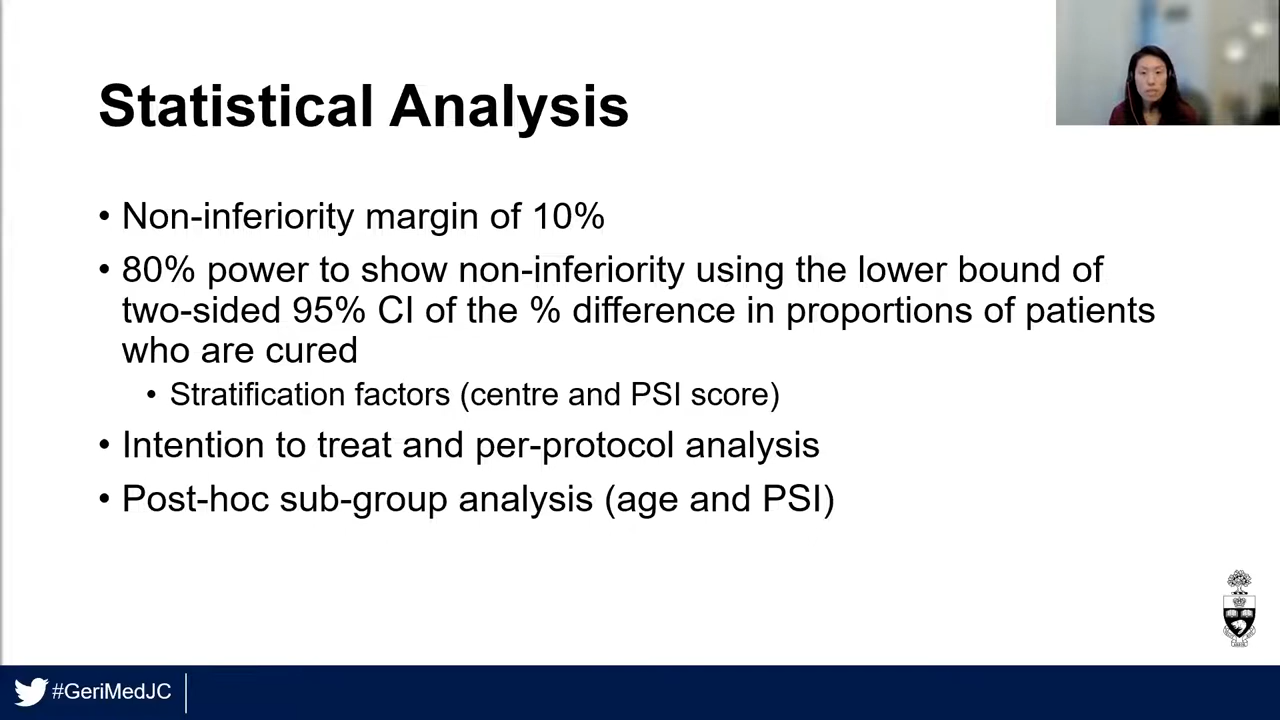 Statistical Analysis
• Non-inferiority margin of 10%
• 80% power to show non-inferiority using the lower bound of
two-sided 95% CI of the % difference in proportions of patients
who are cured
• Stratification factors (centre and PSI score)
• Intention to treat and per-protocol analysis
• Post-hoc sub-group analysis (age and PSI)
#GeriMedJC